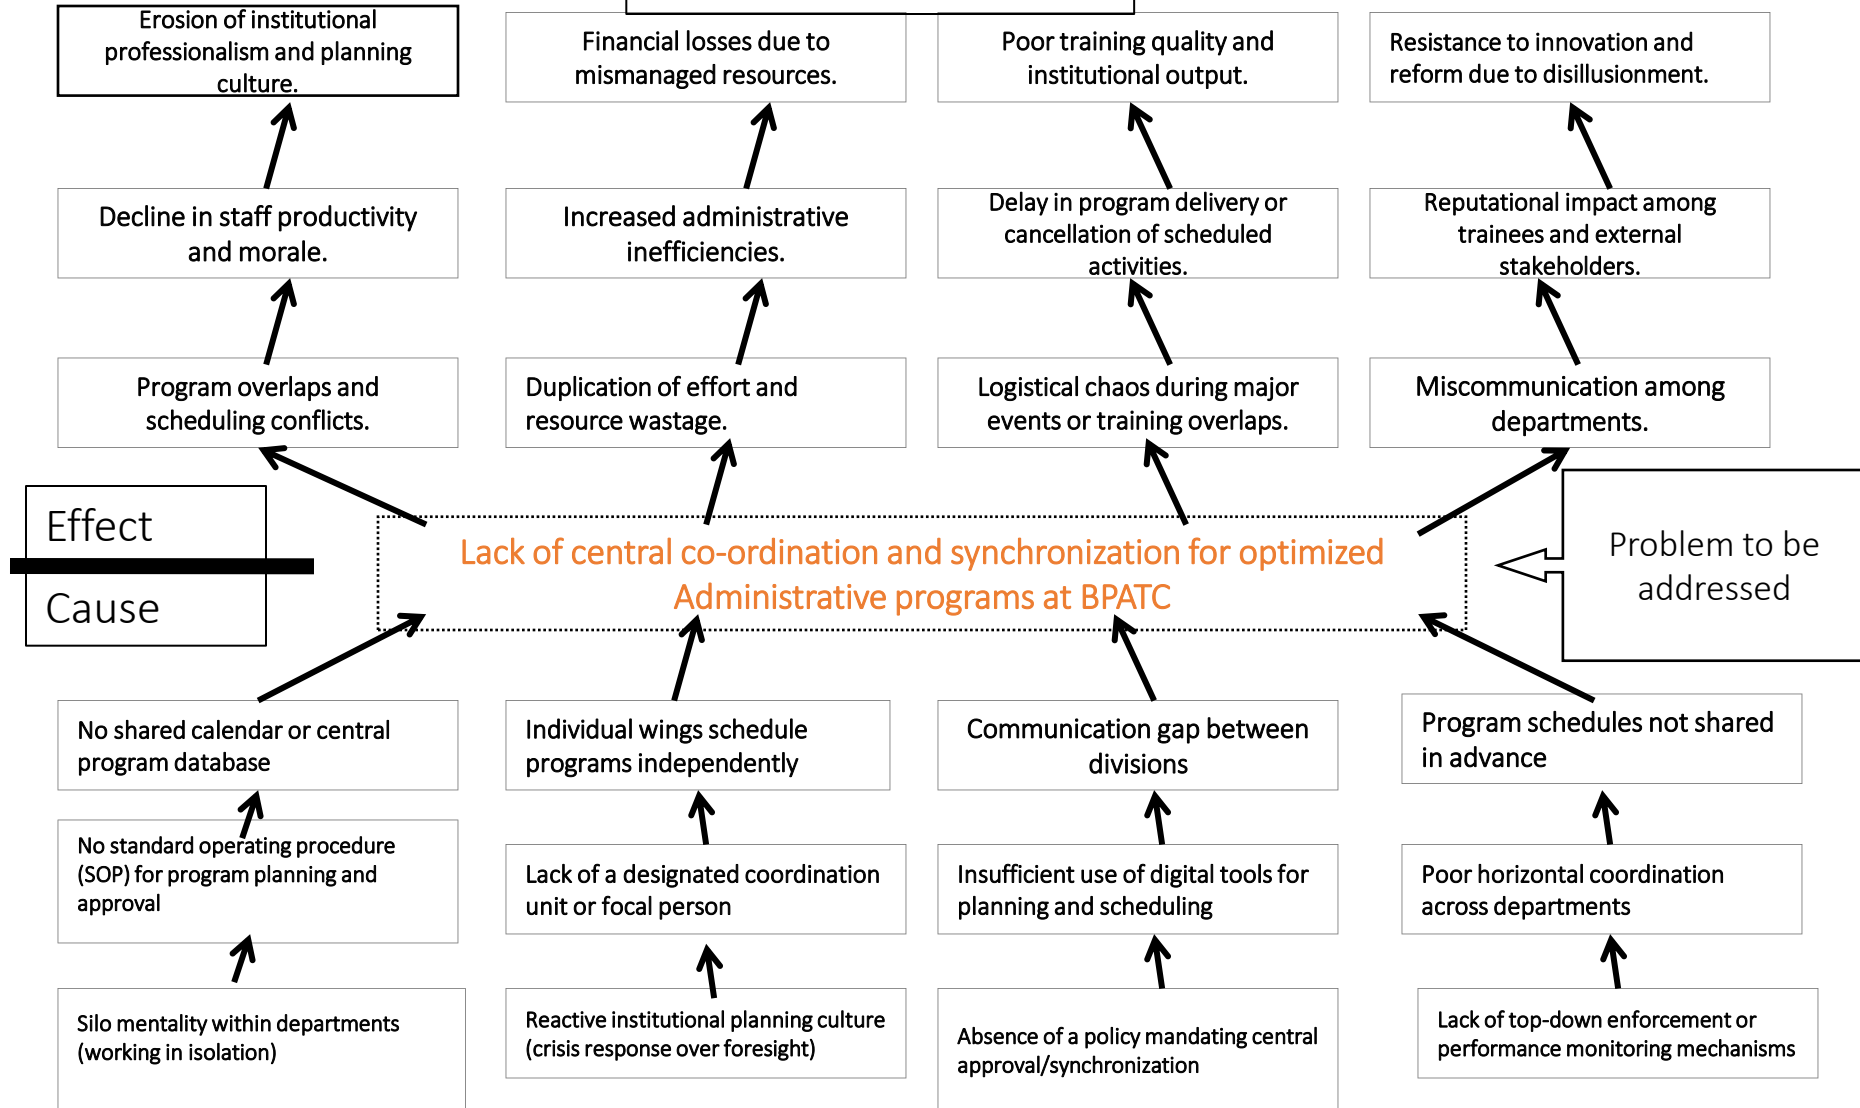 Erosion of institutional
professionalism and planning
culture.
Financial losses due to
mismanaged resources.
Poor training quality and
institutional output.
Resistance to innovation and
reform due to disillusionment.
Decline in staff productivity
and morale.
Increased administrative
inefficiencies.
Delay in program delivery or
cancellation of scheduled
activities.
Reputational impact among
trainees and external
stakeholders.
Program overlaps and
scheduling conflicts.
Duplication of effort and
resource wastage.
Logistical chaos during major
events or training overlaps.
Miscommunication among
departments.
Effect
Cause
Lack of central co-ordination and synchronization for optimized
Administrative programs at BPATC
Problem to be
addressed
No shared calendar or central
program database
Individual wings schedule
programs independently
Communication gap between
divisions
Program schedules not shared
in advance
No standard operating procedure
(SOP) for program planning and
approval
Lack of a designated coordination
unit or focal person
Insufficient use of digital tools for
planning and scheduling
Poor horizontal coordination
across departments
Silo mentality within departments
(working in isolation)
Reactive institutional planning culture
(crisis response over foresight)
Absence of a policy mandating central
approval/synchronization
Lack of top-down enforcement or
performance monitoring mechanisms